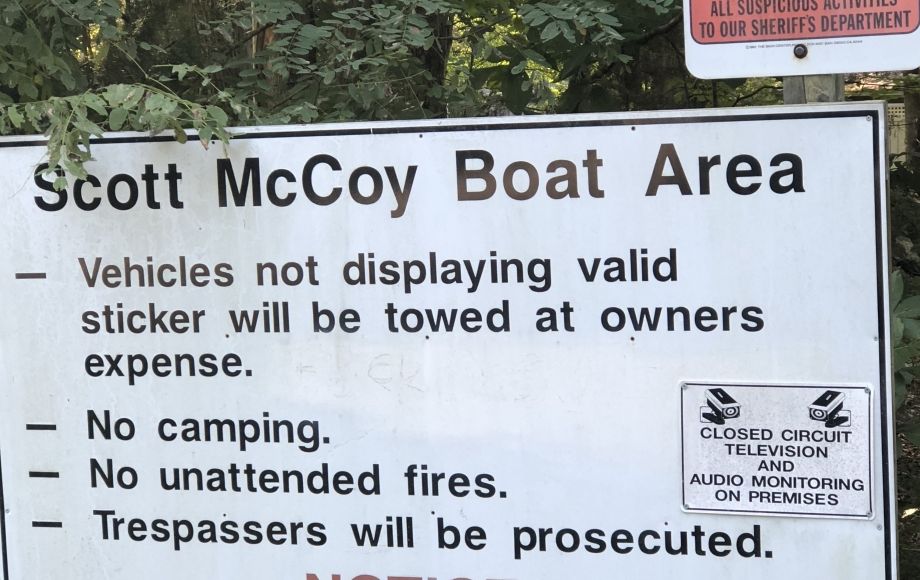 ALL SUSPICIOUS ACTIVITIES
TO OUR SHERIFF'S DEPARTMENT
Scott McCoy Boat Area
— Vehicles not displaying valid
sticker will be towed at owners
expense.
— No camping.
— No unattended fires.
— Trespassers will be prosecuted.
CLOSED CIRCUIT
TELEVISION
AND
AUDIO MONITORING
ON PREMISES
NOTICE